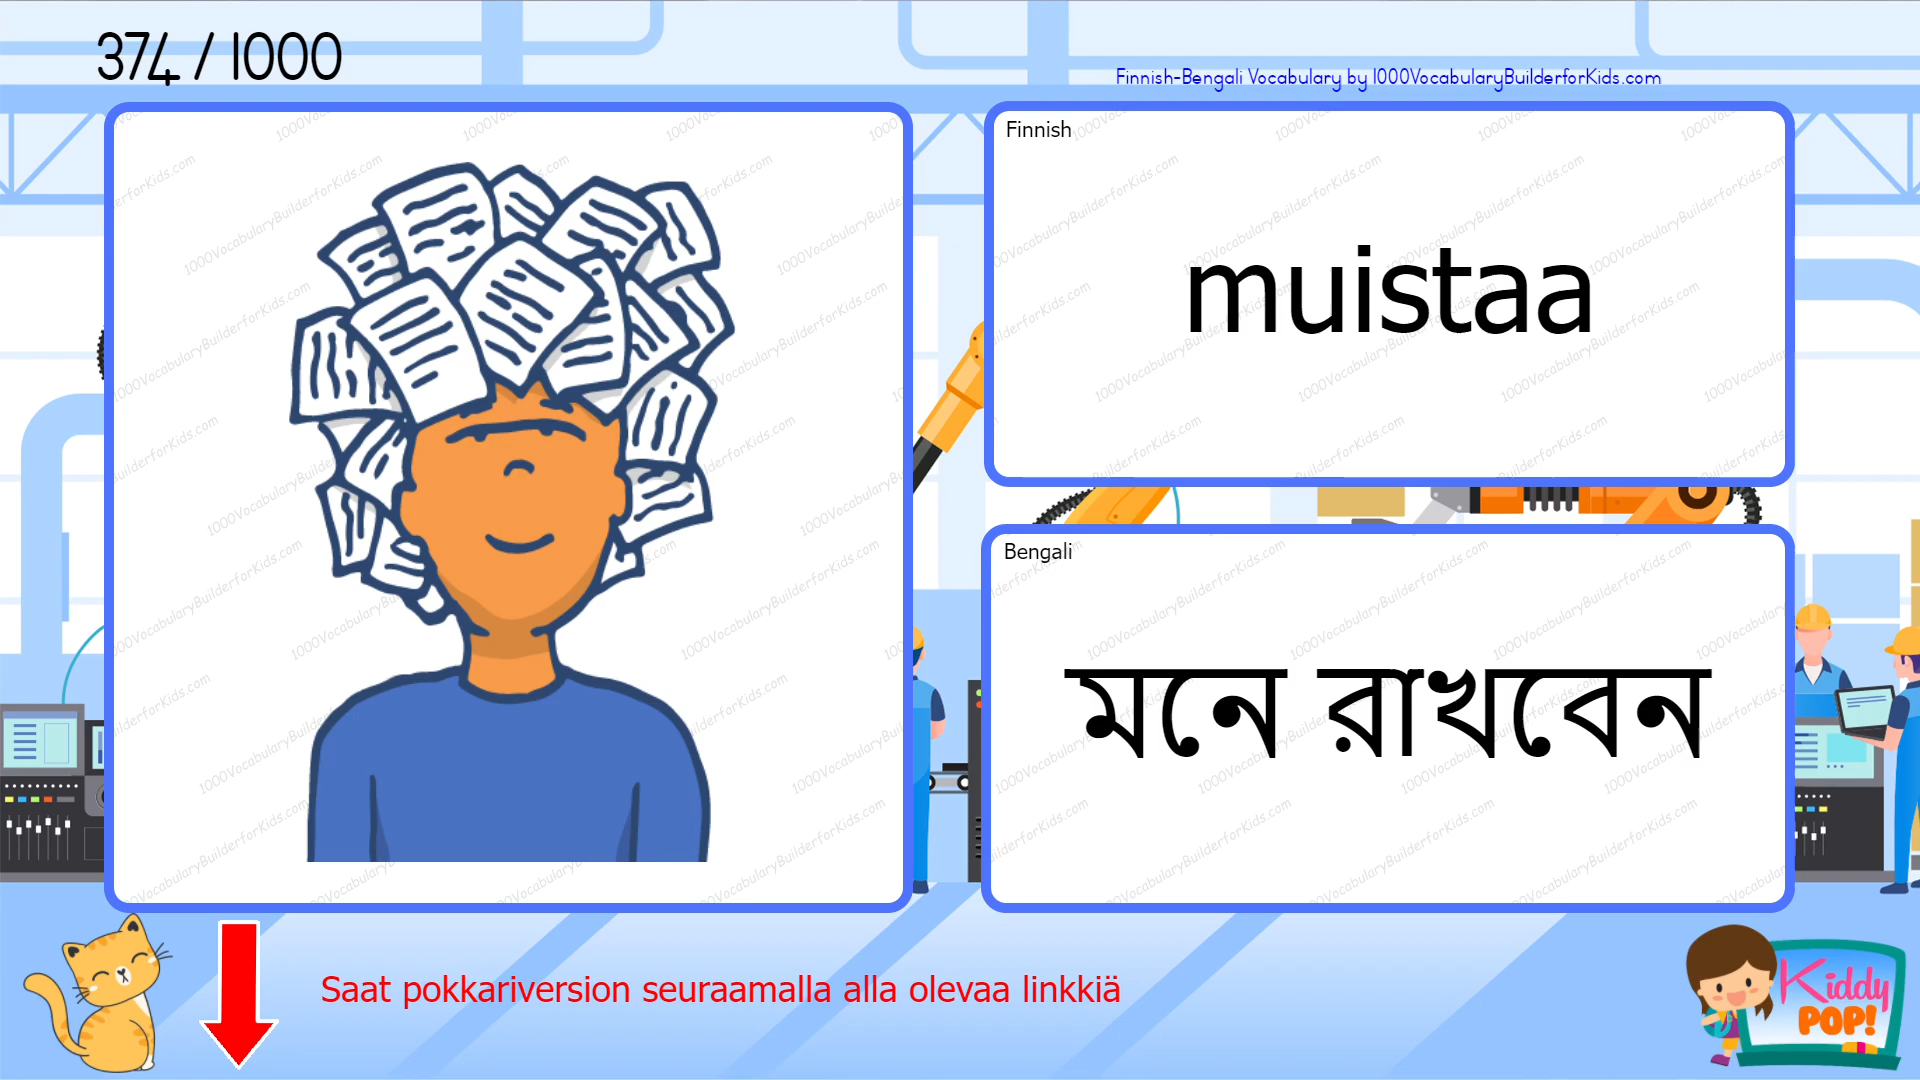 374 / 1000
Finnish-Bengali Vocabulary by 1000VocabularyBuilderforKids.com
Finnish
muistaa
Bengali
মনে রাখবেন
Saat pokkariversion seuraamalla alla olevaa linkkiä
Kiddy
POP!